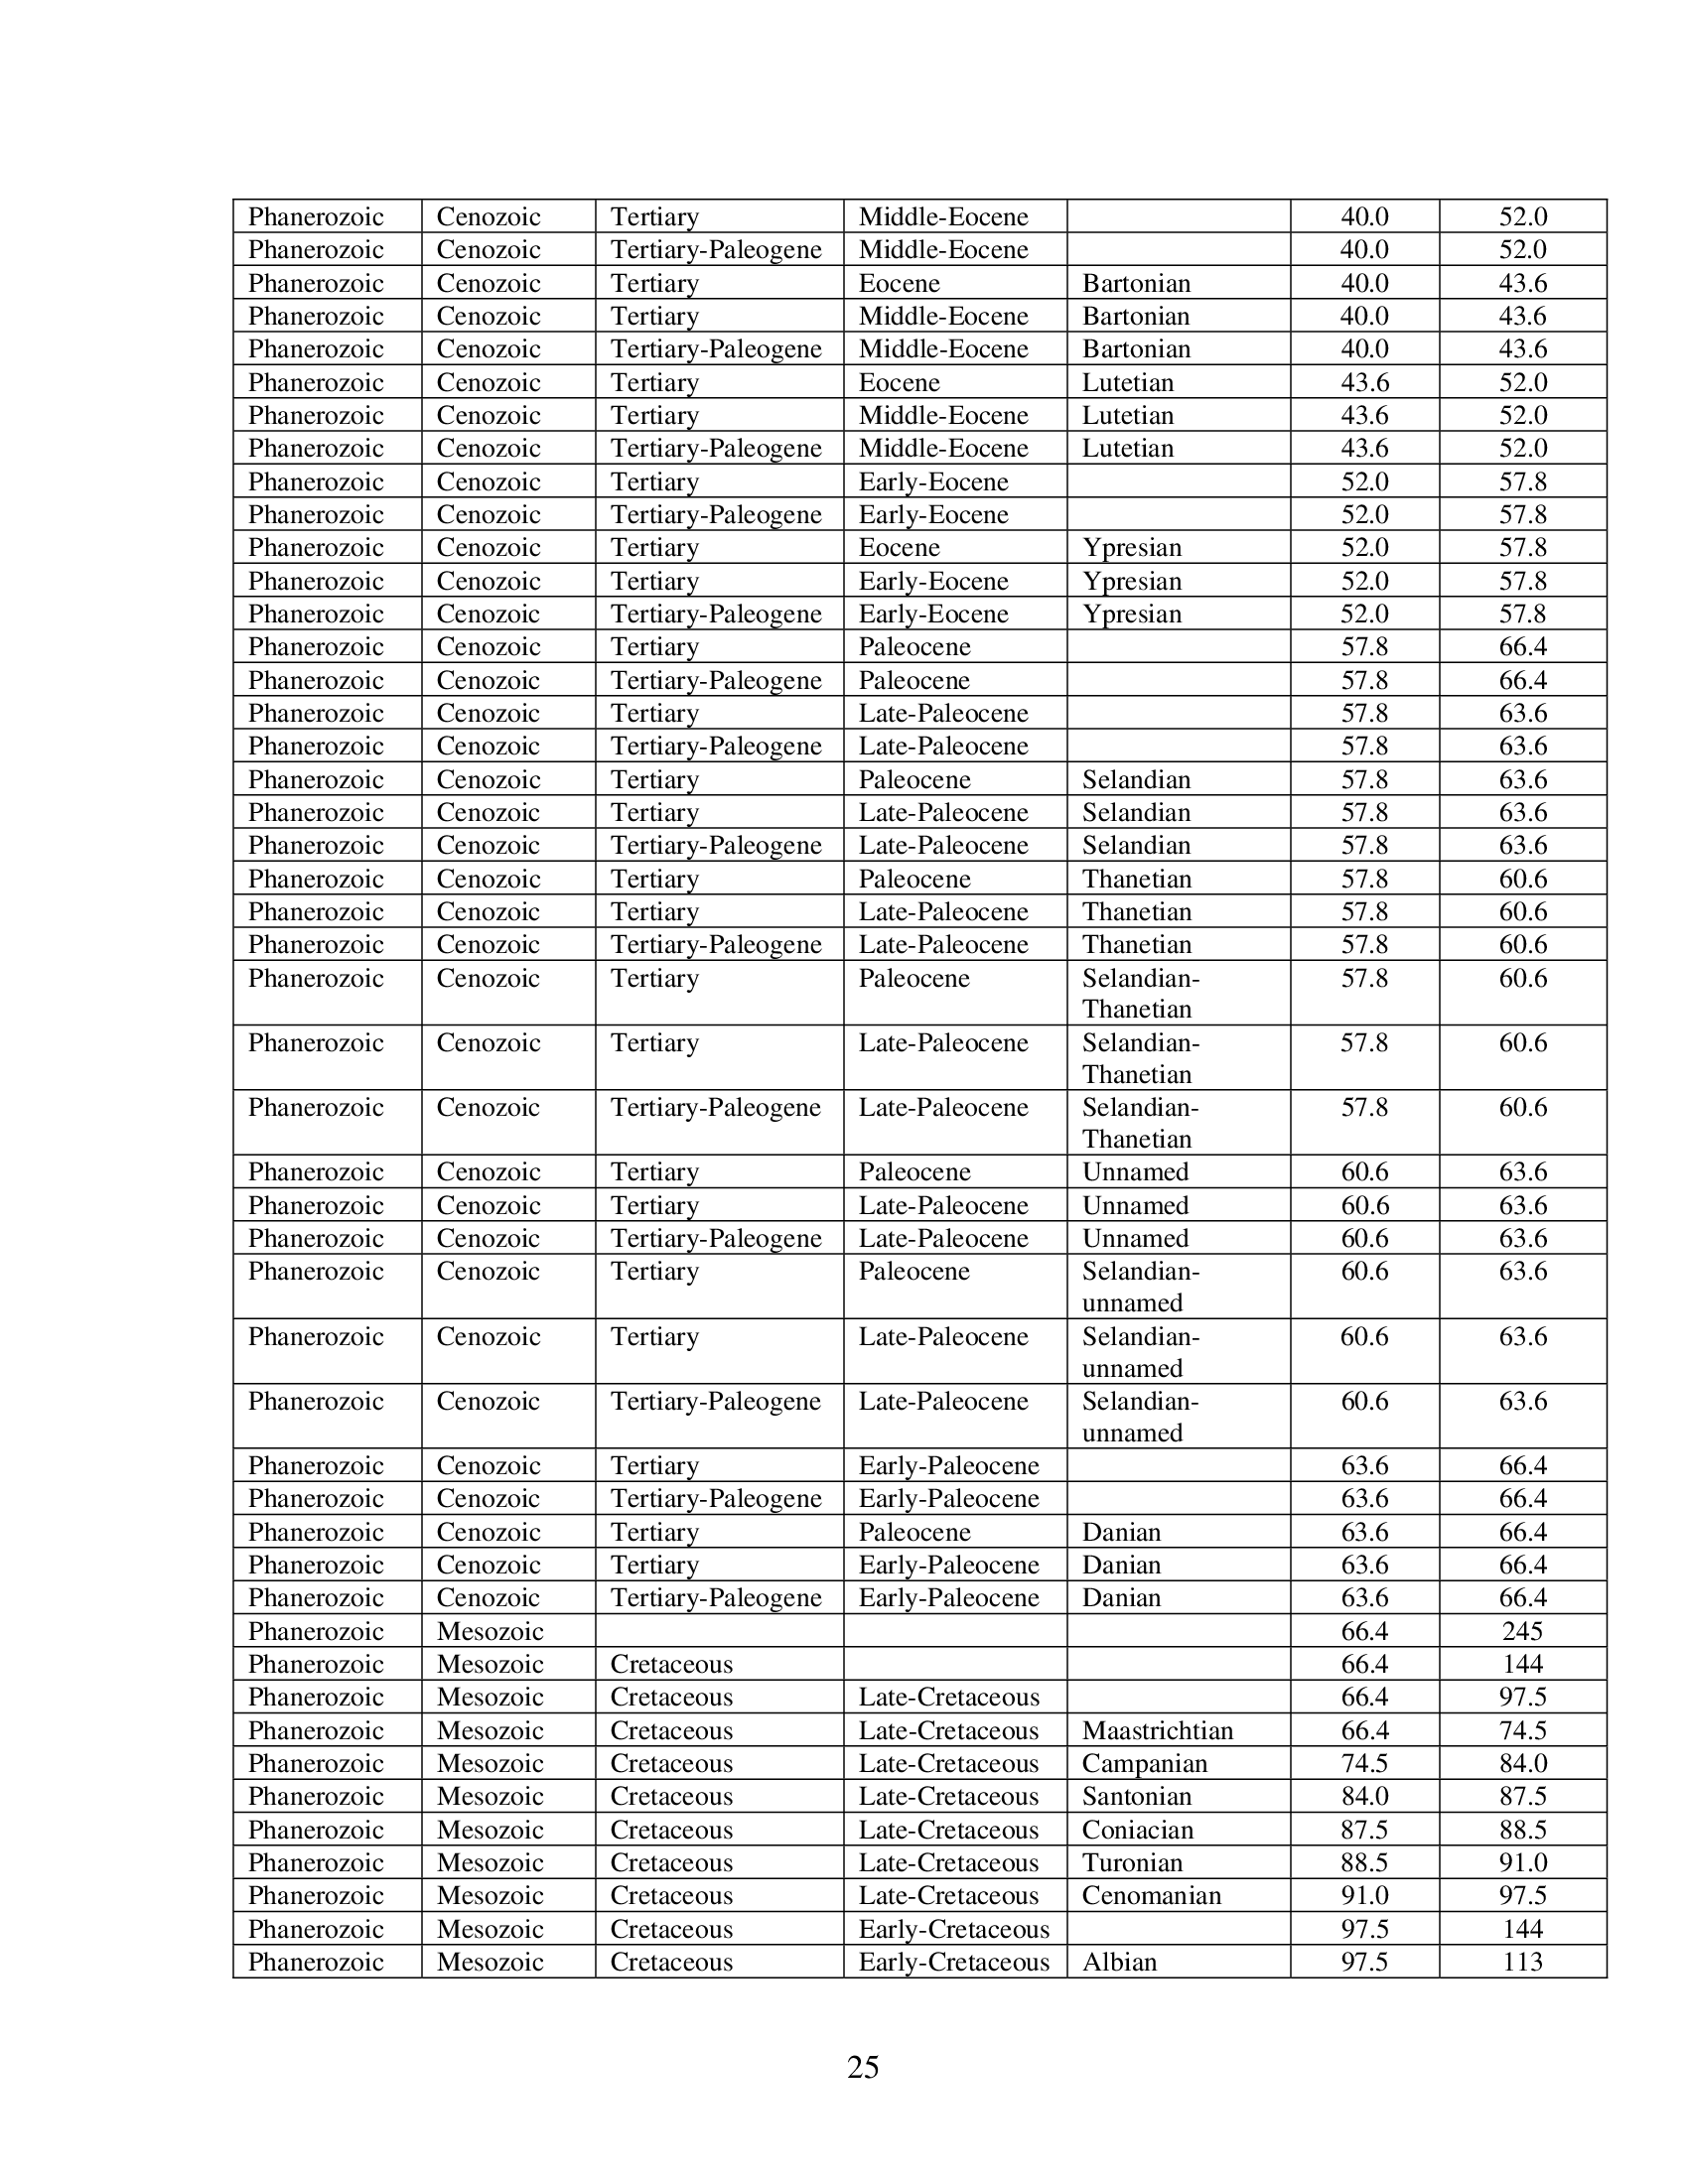 Phanerozoic Cenozoic Tertiary Middle-Eocene 40.0 52.0
Phanerozoic Cenozoic Tertiary-Paleogene Middle-Eocene 40.0 52.0
Phanerozoic Cenozoic Tertiary Eocene Bartonian 40.0 43.6
Phanerozoic Cenozoic Tertiary Middle-Eocene Bartonian 40.0 43.6
Phanerozoic Cenozoic Tertiary-Paleogene Middle-Eocene Bartonian 40.0 43.6
Phanerozoic Cenozoic Tertiary Eocene Lutetian 43.6 52.0
Phanerozoic Cenozoic Tertiary Middle-Eocene Lutetian 43.6 52.0
Phanerozoic Cenozoic Tertiary-Paleogene Middle-Eocene Lutetian 43.6 52.0
Phanerozoic Cenozoic Tertiary Early-Eocene 52.0 57.8
Phanerozoic Cenozoic Tertiary-Paleogene Early-Eocene 52.0 57.8
Phanerozoic Cenozoic Tertiary Eocene Ypresian 52.0 57.8
Phanerozoic Cenozoic Tertiary Early-Eocene Ypresian 52.0 57.8
Phanerozoic Cenozoic Tertiary-Paleogene Early-Eocene Ypresian 52.0 57.8
Phanerozoic Cenozoic Tertiary Paleocene 57.8 66.4
Phanerozoic Cenozoic Tertiary-Paleogene Paleocene 57.8 66.4
Phanerozoic Cenozoic Tertiary Late-Paleocene 57.8 63.6
Phanerozoic Cenozoic Tertiary-Paleogene Late-Paleocene 57.8 63.6
Phanerozoic Cenozoic Tertiary Paleocene Selandian 57.8 63.6
Phanerozoic Cenozoic Tertiary Late-Paleocene Selandian 57.8 63.6
Phanerozoic Cenozoic Tertiary-Paleogene Late-Paleocene Selandian 57.8 63.6
Phanerozoic Cenozoic Tertiary Paleocene Thanetian 57.8 60.6
Phanerozoic Cenozoic Tertiary Late-Paleocene Thanetian 57.8 60.6
Phanerozoic Cenozoic Tertiary-Paleogene Late-Paleocene Thanetian 57.8 60.6
Phanerozoic Cenozoic Tertiary Paleocene Selandian- 57.8 60.6
Thanetian
Phanerozoic Cenozoic Tertiary Late-Paleocene Selandian- 57.8 60.6
Thanetian
Phanerozoic Cenozoic Tertiary-Paleogene Late-Paleocene Selandian- 57.8 60.6
Thanetian
Phanerozoic Cenozoic Tertiary Paleocene Unnamed 60.6 63.6
Phanerozoic Cenozoic Tertiary Late-Paleocene Unnamed 60.6 63.6
Phanerozoic Cenozoic Tertiary-Paleogene Late-Paleocene Unnamed 60.6 63.6
Phanerozoic Cenozoic Tertiary Paleocene Selandian- 60.6 63.6
unnamed
Phanerozoic Cenozoic Tertiary Late-Paleocene Selandian- 60.6 63.6
unnamed
Phanerozoic Cenozoic Tertiary-Paleogene Late-Paleocene Selandian- 60.6 63.6
unnamed
Phanerozoic Cenozoic Tertiary Early-Paleocene 63.6 66.4
Phanerozoic Cenozoic Tertiary-Paleogene Early-Paleocene 63.6 66.4
Phanerozoic Cenozoic Tertiary Paleocene Danian 63.6 66.4
Phanerozoic Cenozoic Tertiary Early-Paleocene Danian 63.6 66.4
Phanerozoic Cenozoic Tertiary-Paleogene Early-Paleocene Danian 63.6 66.4
Phanerozoic Mesozoic 66.4 245
Phanerozoic Mesozoic Cretaceous 66.4 144
Phanerozoic Mesozoic Cretaceous Late-Cretaceous 66.4 97.5
Phanerozoic Mesozoic Cretaceous Late-Cretaceous Maastrichtian 66.4 74.5
Phanerozoic Mesozoic Cretaceous Late-Cretaceous Campanian 74.5 84.0
Phanerozoic Mesozoic Cretaceous Late-Cretaceous Santonian 84.0 87.5
Phanerozoic Mesozoic Cretaceous Late-Cretaceous Coniacian 87.5 88.5
Phanerozoic Mesozoic Cretaceous Late-Cretaceous Turonian 88.5 91.0
Phanerozoic Mesozoic Cretaceous Late-Cretaceous Cenomanian 91.0 97.5
Phanerozoic Mesozoic Cretaceous Early-Cretaceous 97.5 144
Phanerozoic Mesozoic Cretaceous Early-Cretaceous Albian 97.5 113
25